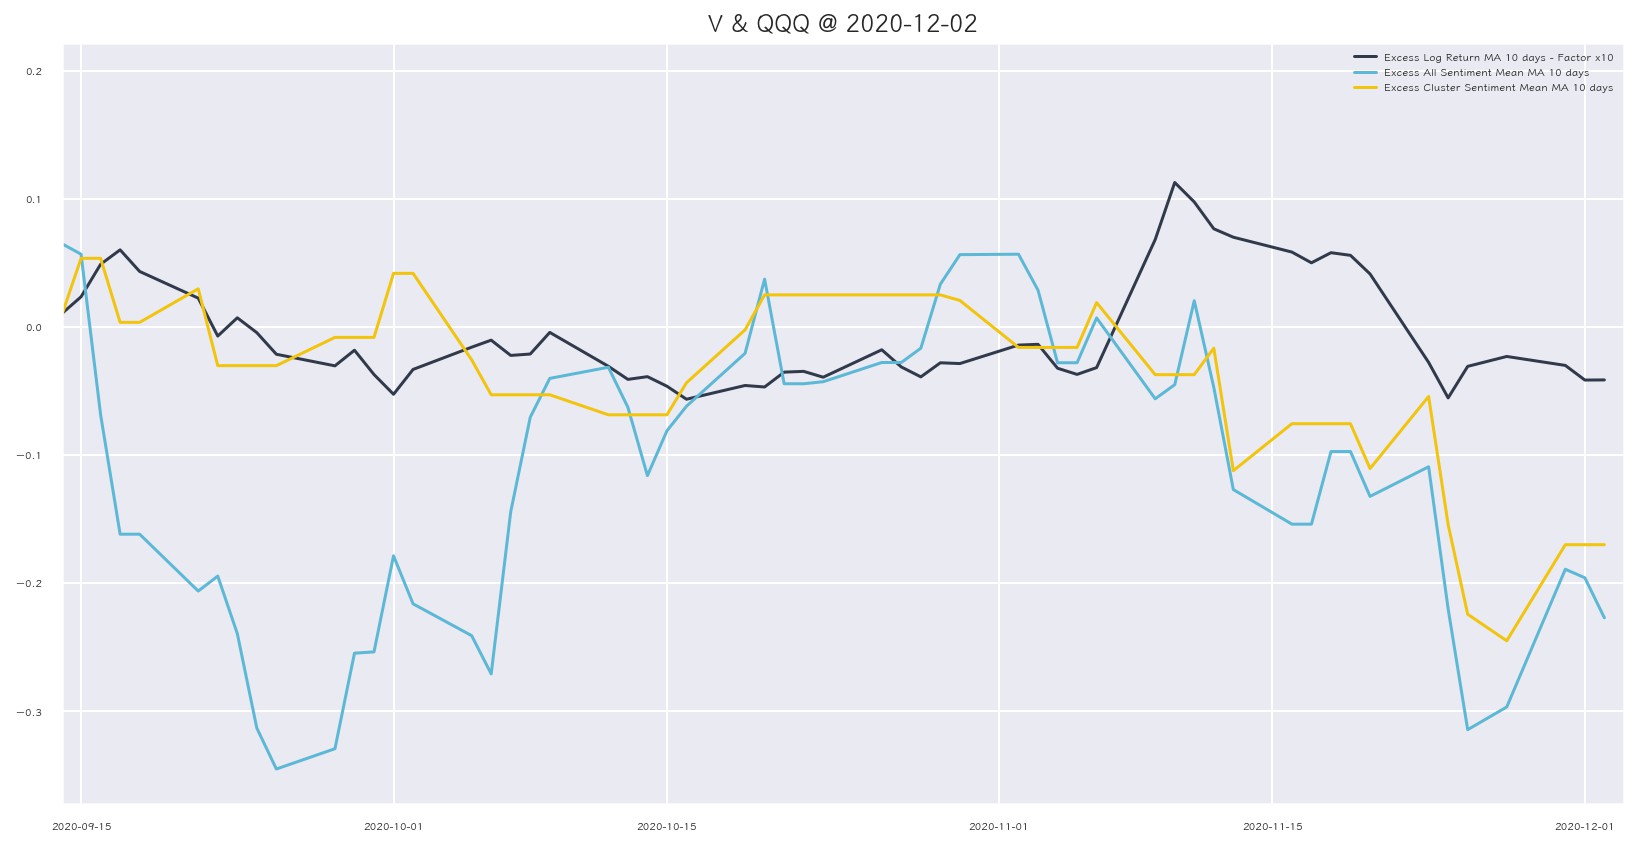 V & QQQ @ 2020-12-02
Excess Log Return MA 10 days - Factor x10
Excess All Sentiment Mean MA 10 days
Excess Cluster Sentiment Mean MA 10 days
0.2
0.1
0.0
−0.1
−0.2
−0.3
2020-09-15 2020-10-01 2020-10-15 2020-11-01 2020-11-15 2020-12-01